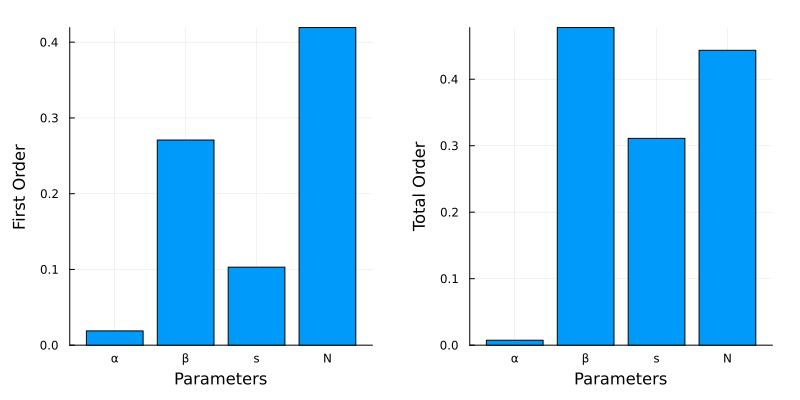 First Order
0.4
0.3
0.2
0.1
0.0
α β s N
Parameters
Total Order
0.4
0.3
0.2
0.1
0.0
α β s N
Parameters